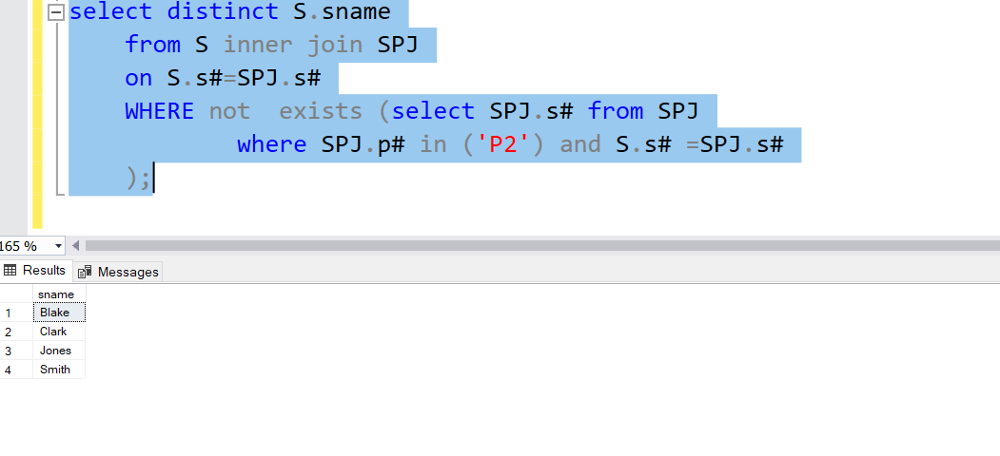 select distinct S.sname
from S inner join SPJ
on S.s#=SPJ.s#
WHERE not  exists (select SPJ.s# from SPJ
where SPJ.p# in ('P2') and S.s# =SPJ.s#
);
165 %
Results Messages
sname
1 Blake
2 Clark
3 Jones
4 Smith